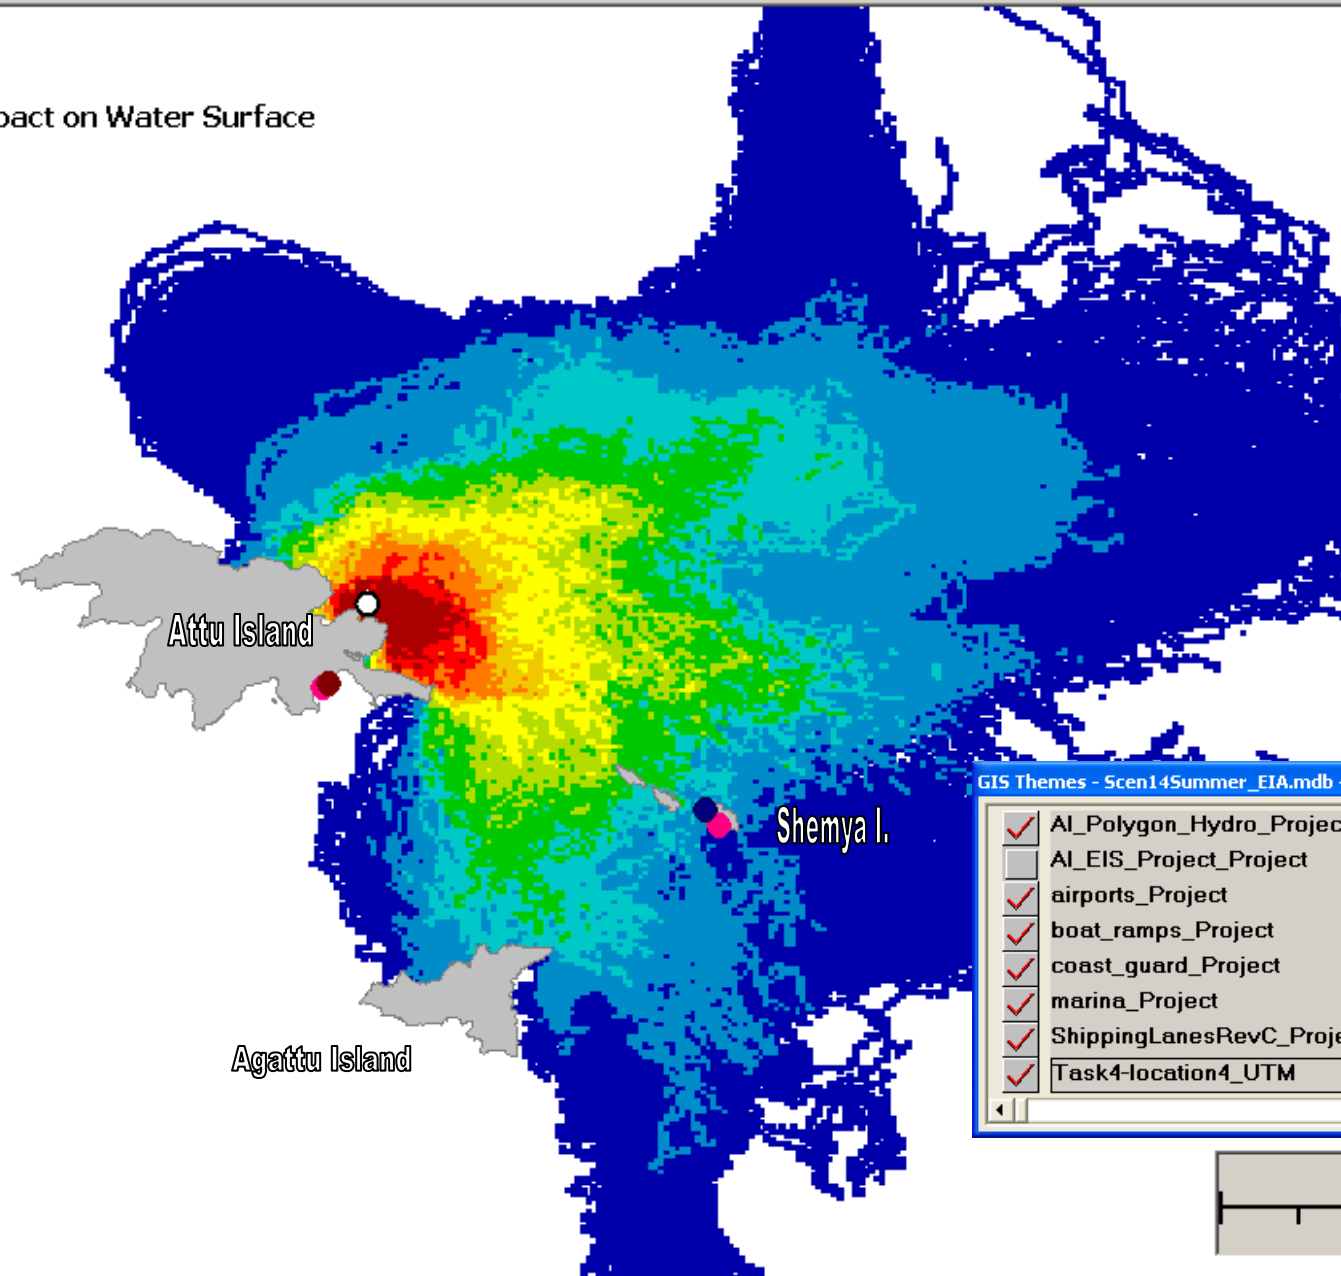 pact on Water Surface
Attu Island
Shemya I.
Agattu Island
GIS Themes - Scen14Summer_EIA.mdb -
AI_Polygon_Hydro_Projec
AI_EIS_Project_Project
airports_Project
boat_ramps_Project
coast_guard_Project
marina_Project
ShippingLanesRevC_Proje
Task4-location4_UTM